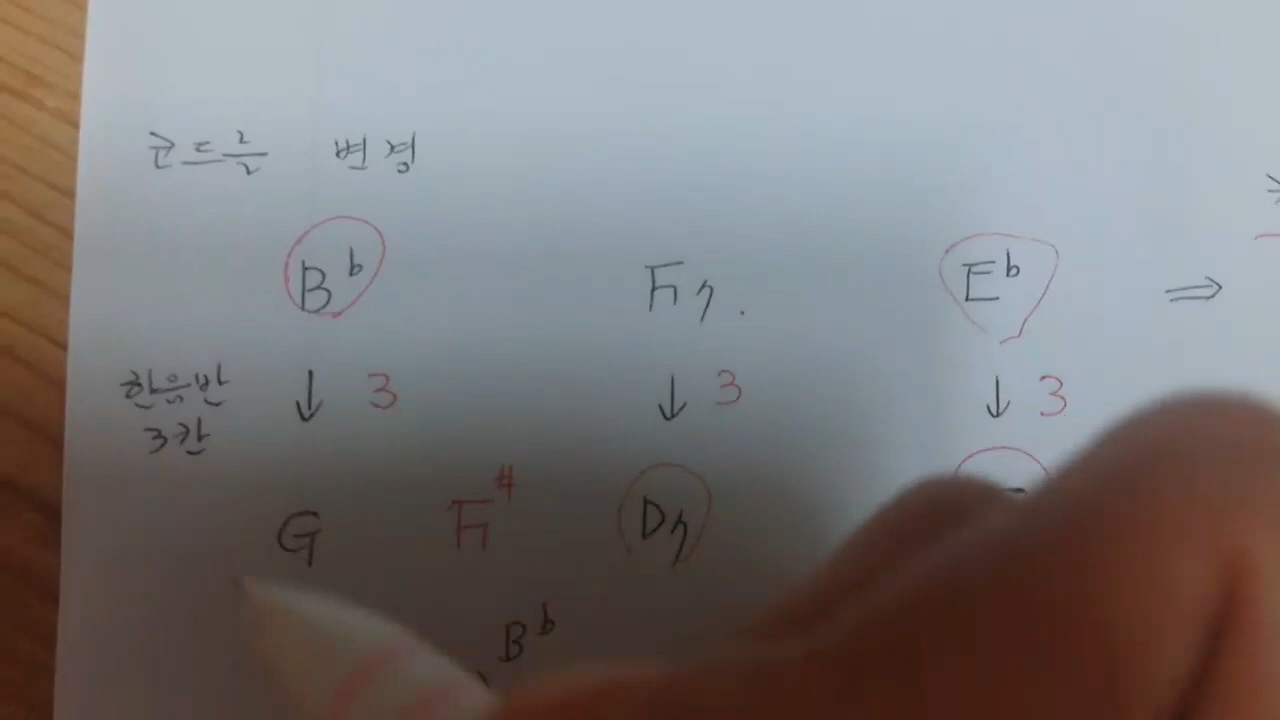 코드를 변경
B♭ F7. E♭ ⇒
한음반 ↓ 3 ↓ 3 ↓ 3
3칸
G F# D7
B♭